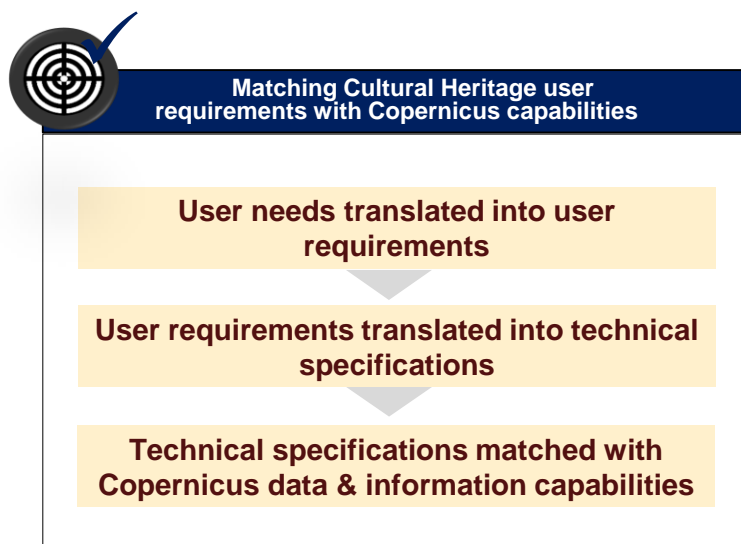 Matching Cultural Heritage user
requirements with Copernicus capabilities
User needs translated into user
requirements
User requirements translated into technical
specifications
Technical specifications matched with
Copernicus data & information capabilities